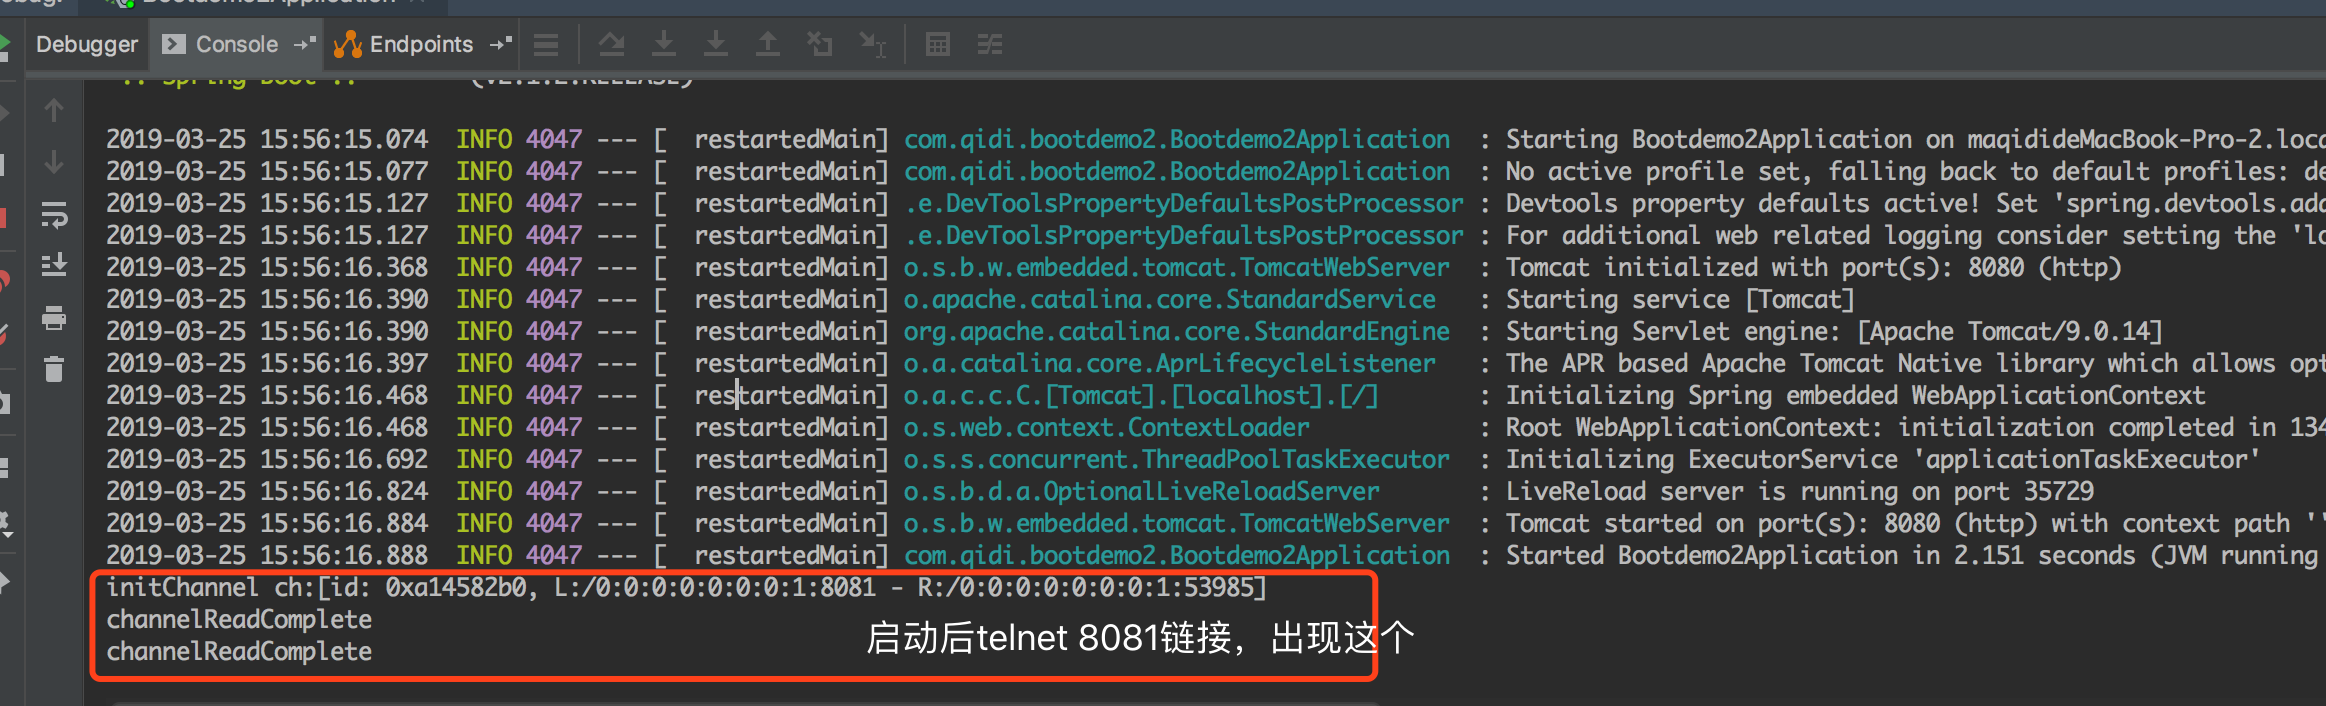 Debugger Console Endpoints
2019-03-25 15:56:15.074 INFO 4047 --- [ restartedMain] com.qidi.bootdemo2.Bootdemo2Application : Starting Bootdemo2Application on maqidideMacBook-Pro-2.loca
2019-03-25 15:56:15.077 INFO 4047 --- [ restartedMain] com.qidi.bootdemo2.Bootdemo2Application : No active profile set, falling back to default profiles: de
2019-03-25 15:56:15.127 INFO 4047 --- [ restartedMain] .e.DevToolsPropertyDefaultsPostProcessor : Devtools property defaults active! Set 'spring.devtools.add
2019-03-25 15:56:15.127 INFO 4047 --- [ restartedMain] .e.DevToolsPropertyDefaultsPostProcessor : For additional web related logging consider setting the 'lo
2019-03-25 15:56:16.368 INFO 4047 --- [ restartedMain] o.s.b.w.embedded.tomcat.TomcatWebServer : Tomcat initialized with port(s): 8080 (http)
2019-03-25 15:56:16.390 INFO 4047 --- [ restartedMain] o.apache.catalina.core.StandardService : Starting service [Tomcat]
2019-03-25 15:56:16.390 INFO 4047 --- [ restartedMain] org.apache.catalina.core.StandardEngine : Starting Servlet engine: [Apache Tomcat/9.0.14]
2019-03-25 15:56:16.397 INFO 4047 --- [ restartedMain] o.a.catalina.core.AprLifecycleListener : The APR based Apache Tomcat Native library which allows opt
2019-03-25 15:56:16.468 INFO 4047 --- [ restartedMain] o.a.c.c.C.[Tomcat].[localhost].[/] : Initializing Spring embedded WebApplicationContext
2019-03-25 15:56:16.468 INFO 4047 --- [ restartedMain] o.s.web.context.ContextLoader : Root WebApplicationContext: initialization completed in 134
2019-03-25 15:56:16.692 INFO 4047 --- [ restartedMain] o.s.s.concurrent.ThreadPoolTaskExecutor : Initializing ExecutorService 'applicationTaskExecutor'
2019-03-25 15:56:16.824 INFO 4047 --- [ restartedMain] o.s.b.d.a.OptionalLiveReloadServer : LiveReload server is running on port 35729
2019-03-25 15:56:16.884 INFO 4047 --- [ restartedMain] o.s.b.w.embedded.tomcat.TomcatWebServer : Tomcat started on port(s): 8080 (http) with context path ''
2019-03-25 15:56:16.888 INFO 4047 --- [ restartedMain] com.qidi.bootdemo2.Bootdemo2Application : Started Bootdemo2Application in 2.151 seconds (JVM running
initChannel ch:[id: 0xa14582b0, L:/0:0:0:0:0:0:0:1:8081 - R:/0:0:0:0:0:0:0:1:53985]
channelReadComplete
启动后telnet 8081链接，出现这个
channelReadComplete